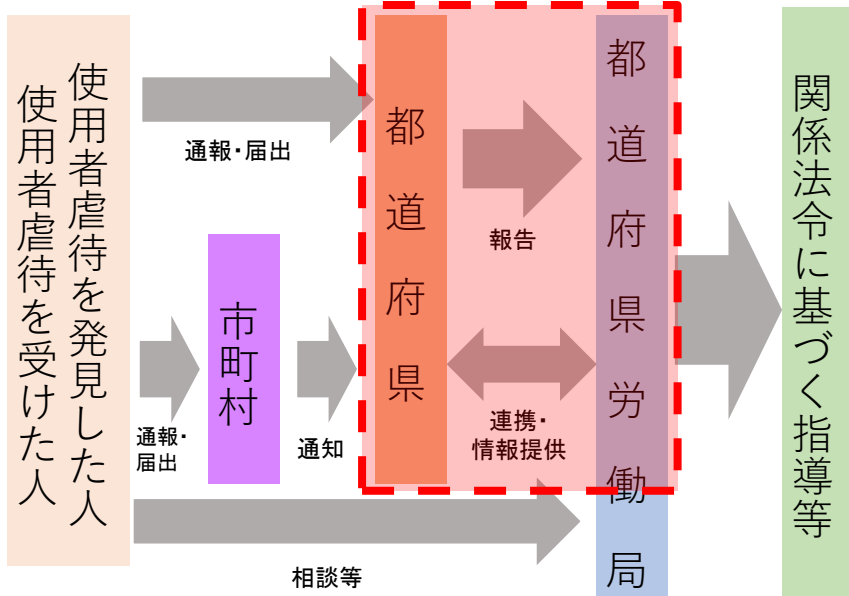 使用者虐待を発見した人
使用者虐待を受けた人
通報・届出
通報・
届出
市町村
通知
相談等
都道府県
報告
連携・
情報提供
都道府県労働局
関係法令に基づく指導等